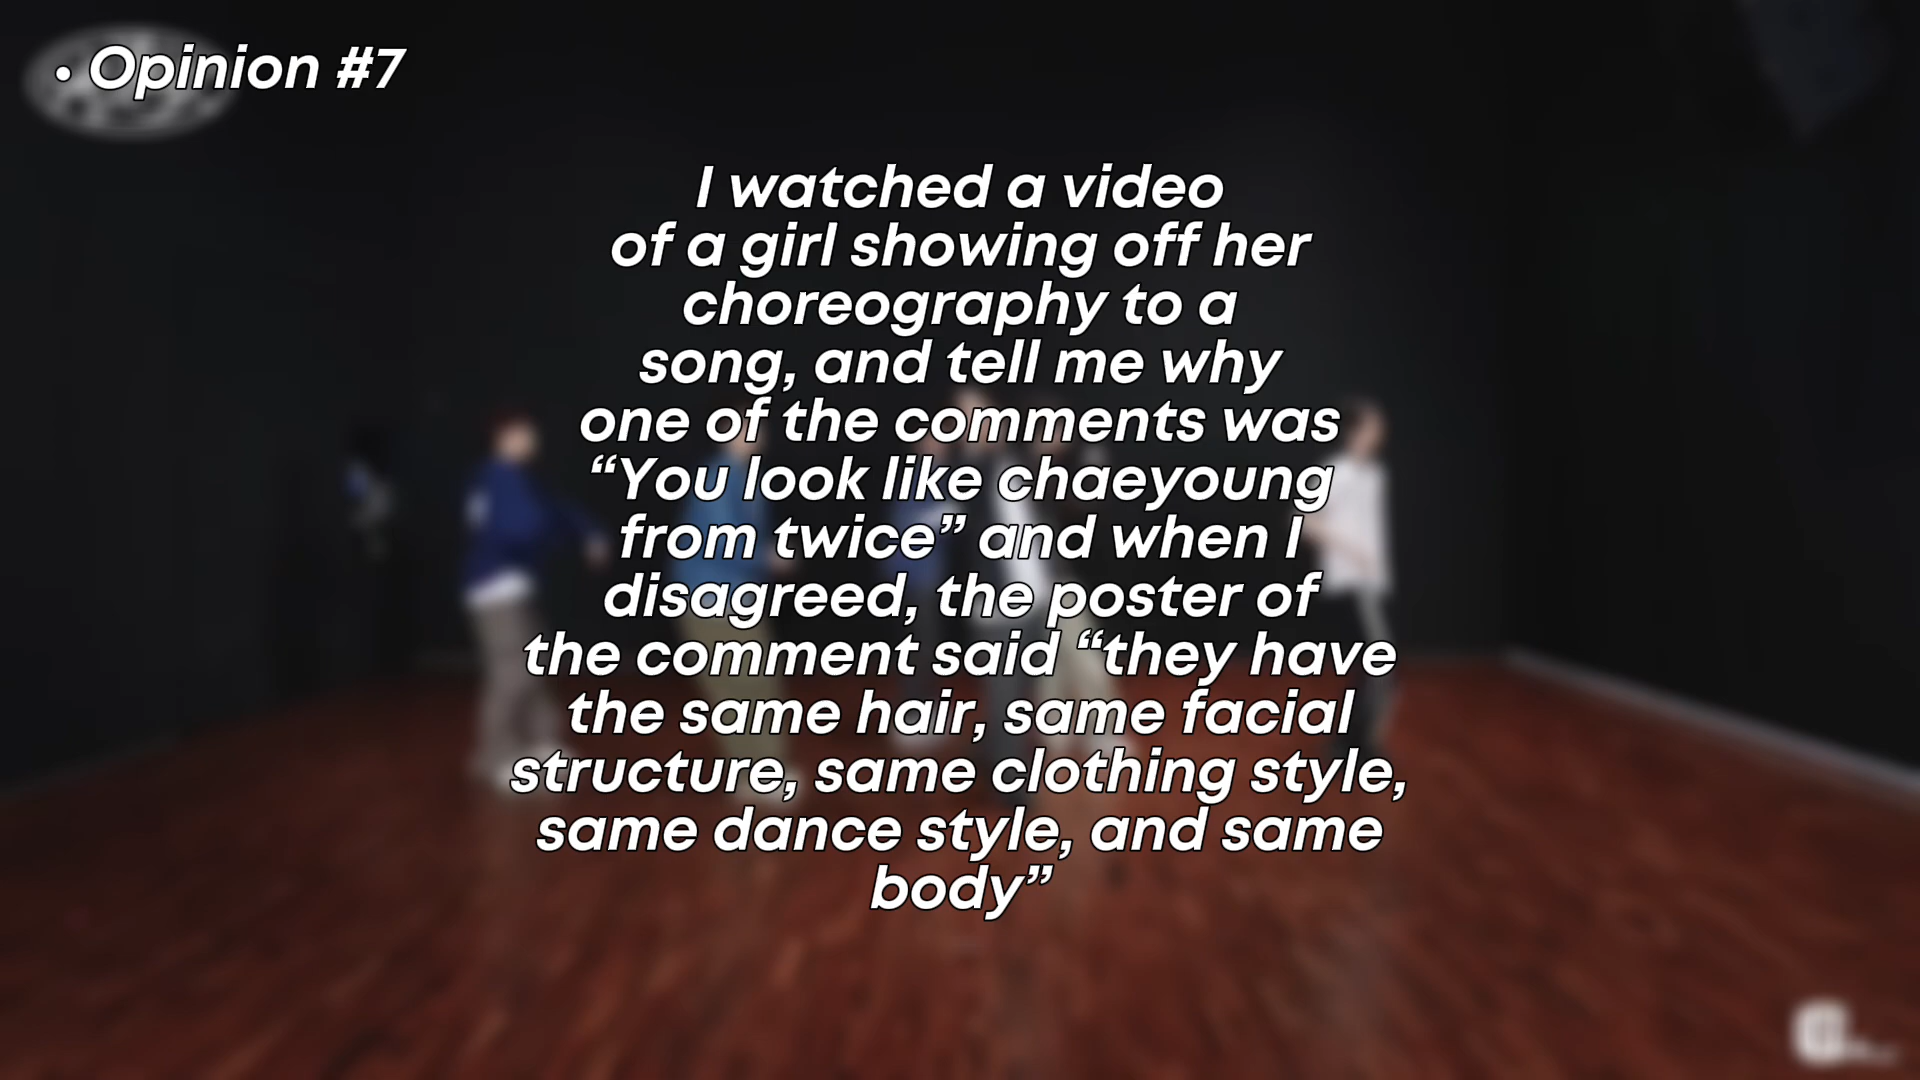 • Opinion #7
I watched a video
of a girl showing off her
choreography to a
song, and tell me why
one of the comments was
“You look like chaeyoung
from twice” and when I
disagreed, the poster of
the comment said “they have
the same hair, same facial
structure, same clothing style,
same dance style, and same
body”